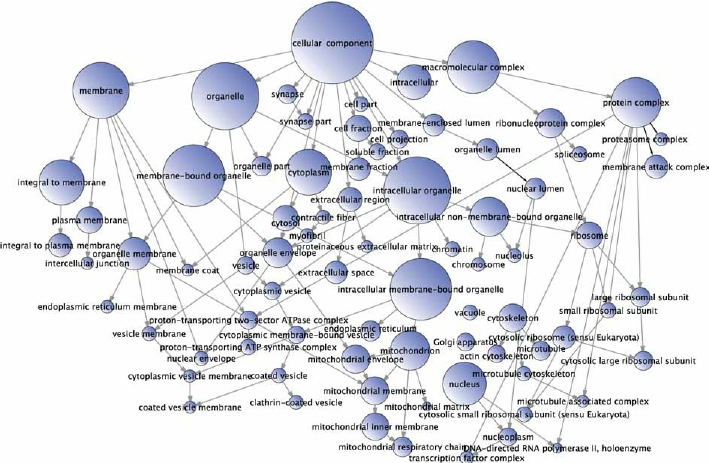 cellular component
macromolecular complex
membrane
organelle
synapse
intracellular
cell part
protein complex
synapse part
membrane-enclosed lumen
ribonucleoprotein complex
cell fraction
cell projection
proteasome complex
soluble fraction
organelle lumen
spliceosome
organelle part
cytoplasm
membrane fraction
membrane attack complex
integral to membrane
membrane-bound organelle
intracellular organelle
nuclear lumen
extracellular region
plasma membrane
contractile fiber
intracellular non-membrane-bound organelle
cytosol
myofibril
ribosome
integral to plasma membrane
organelle membrane
organelle envelope
proteinaceous extracellular matrix
chromatin
nucleolus
intercellular junction
membrane coat
vesicle
extracellular space
chromosome
cytoplasmic vesicle
intracellular membrane-bound organelle
large ribosomal subunit
endoplasmic reticulum membrane
vacuole
small ribosomal subunit
proton-transporting two-sector ATPase complex
cytoskeleton
vesicle membrane
cytoplasmic membrane-bound vesicle
endoplasmic reticulum
cytosolic ribosome (sensu Eukaryota)
proton-transporting ATP synthase complex
Golgi apparatus
microtubule
nuclear envelope
mitochondrial envelope
mitochondrion
actin cytoskeleton
cytosolic large ribosomal subunit
cytoplasmic vesicle membrane
coated vesicle
nucleus
microtubule cytoskeleton
mitochondrial membrane
coated vesicle membrane
clathrin-coated vesicle
mitochondrial matrix
microtubule associated complex
cytosolic small ribosomal subunit (sensu Eukaryota)
mitochondrial inner membrane
nucleoplasm
mitochondrial respiratory chain
DNA-directed RNA polymerase II, holoenzyme
transcription factor complex